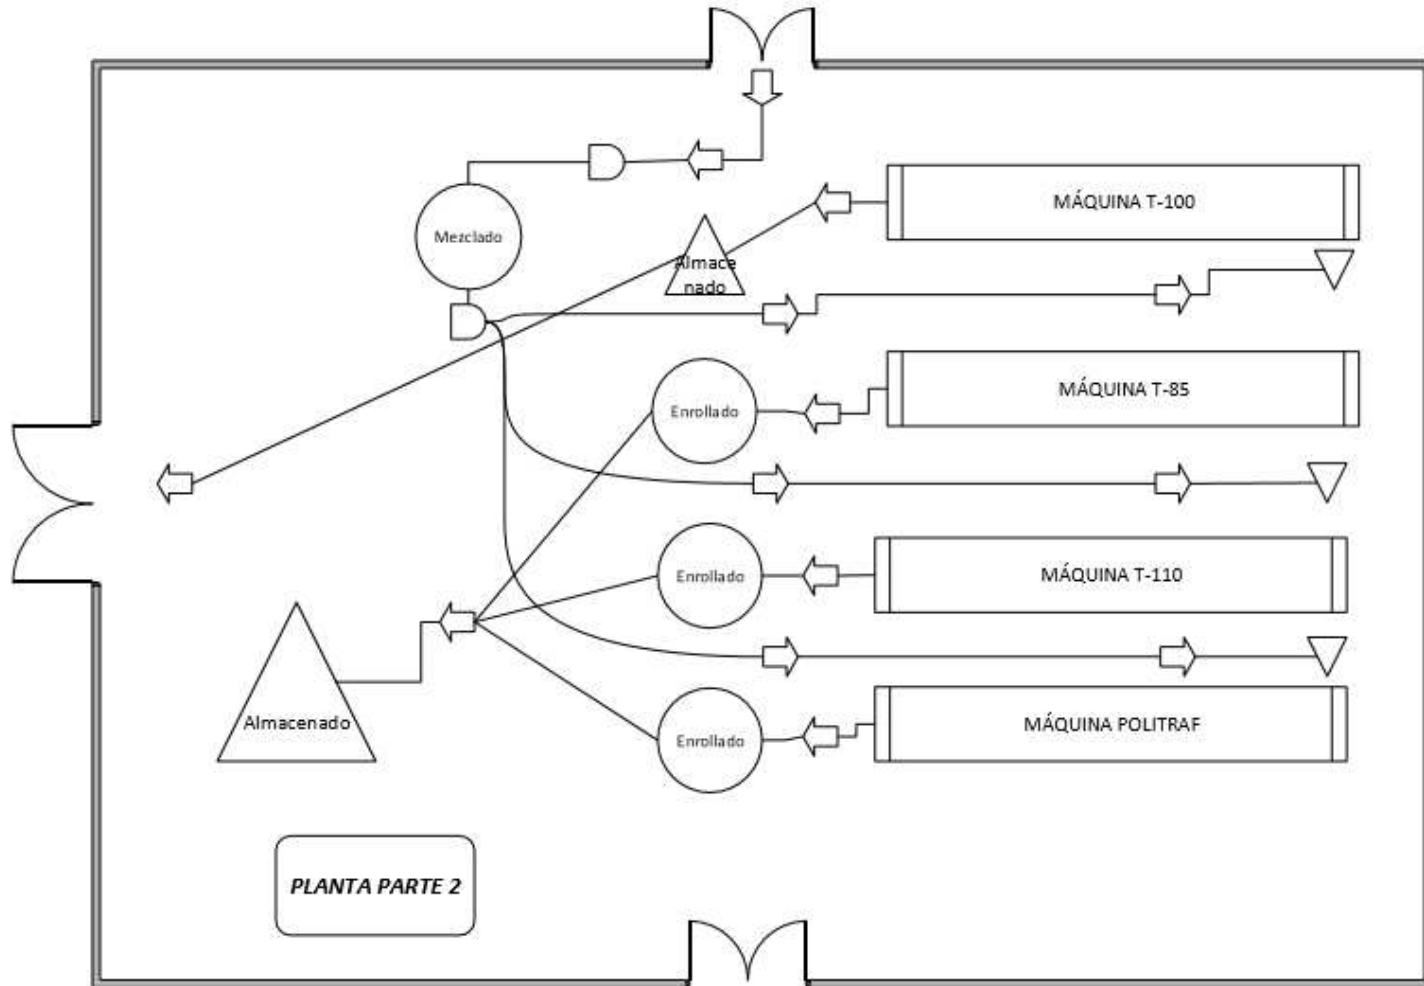 MÁQUINA T-100
Mezclado
Almace
nado
MÁQUINA T-85
Enrollado
MÁQUINA T-110
Enrollado
Almacenado
MÁQUINA POLITRAF
Enrollado
PLANTA PARTE 2